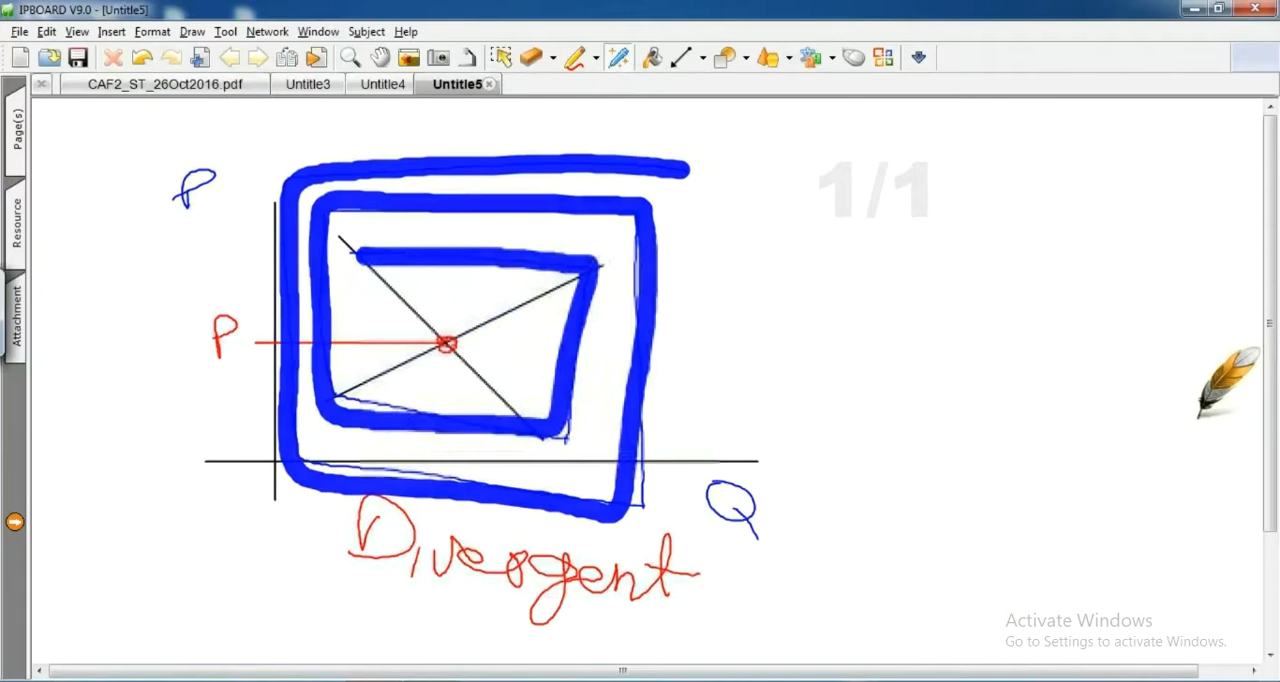 IPBOARD V9.0 - [Untitle5]
File Edit View Insert Format Draw Tool Network Window Subject Help
CAF2_ST_26Oct2016.pdf Untitle3 Untitle4 Untitle5
Page(s)
Resource
Attachment
1/1
P
P
Q
Divergent
Activate Windows
Go to Settings to activate Windows.